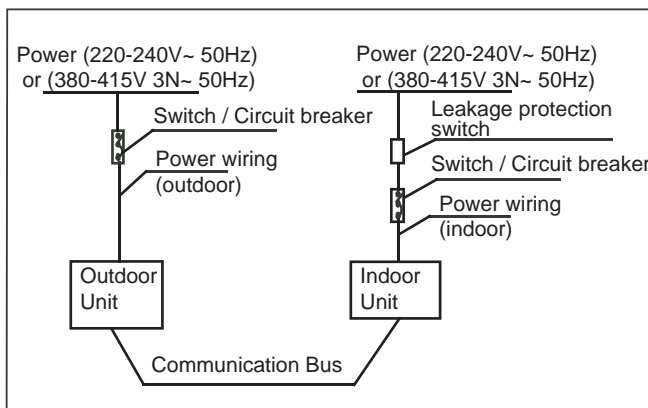 Power (220-240V~ 50Hz)
or (380-415V 3N~ 50Hz)
Switch / Circuit breaker
Power wiring
(outdoor)
Outdoor
Unit
Power (220-240V~ 50Hz)
or (380-415V 3N~ 50Hz)
Leakage protection
switch
Switch / Circuit breaker
Power wiring
(indoor)
Indoor
Unit
Communication Bus